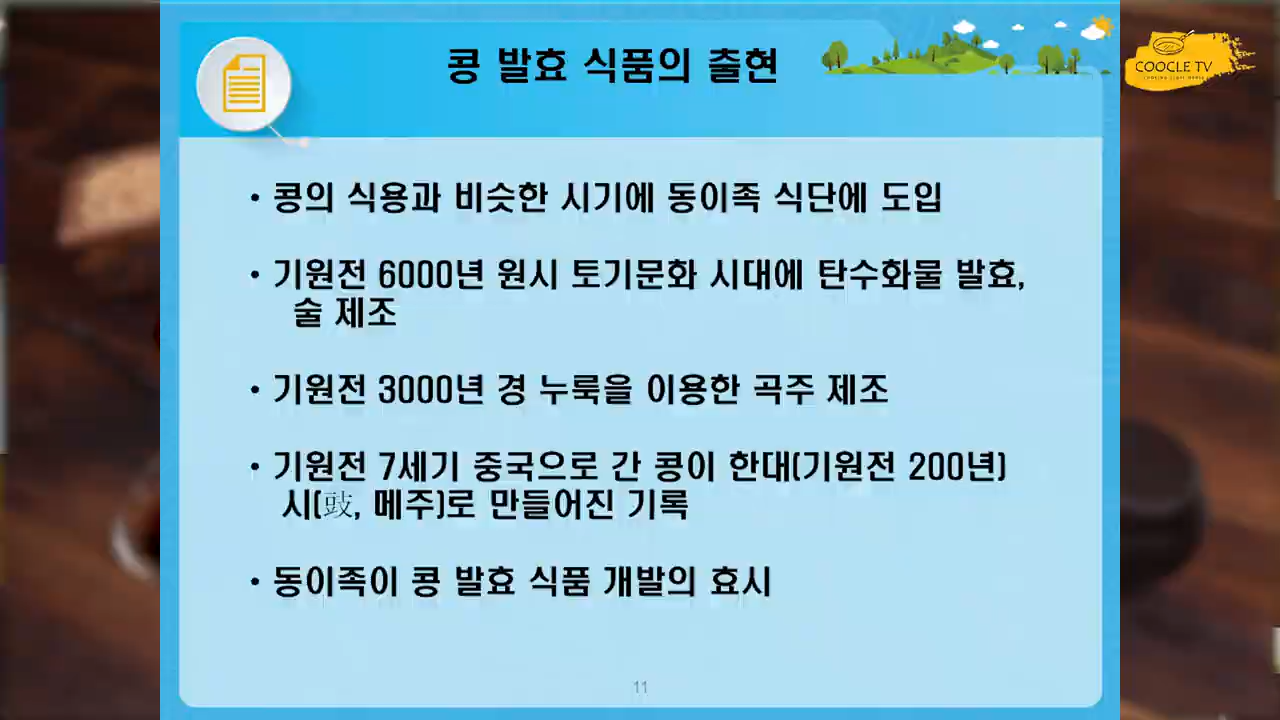 콩 발효 식품의 출현
COOCLE TV
• 콩의 식용과 비슷한 시기에 동이족 식단에 도입
• 기원전 6000년 원시 토기문화 시대에 탄수화물 발효,
술 제조
• 기원전 3000년 경 누룩을 이용한 곡주 제조
• 기원전 7세기 중국으로 간 콩이 한대(기원전 200년)
시(豉, 메주)로 만들어진 기록
• 동이족이 콩 발효 식품 개발의 효시
11